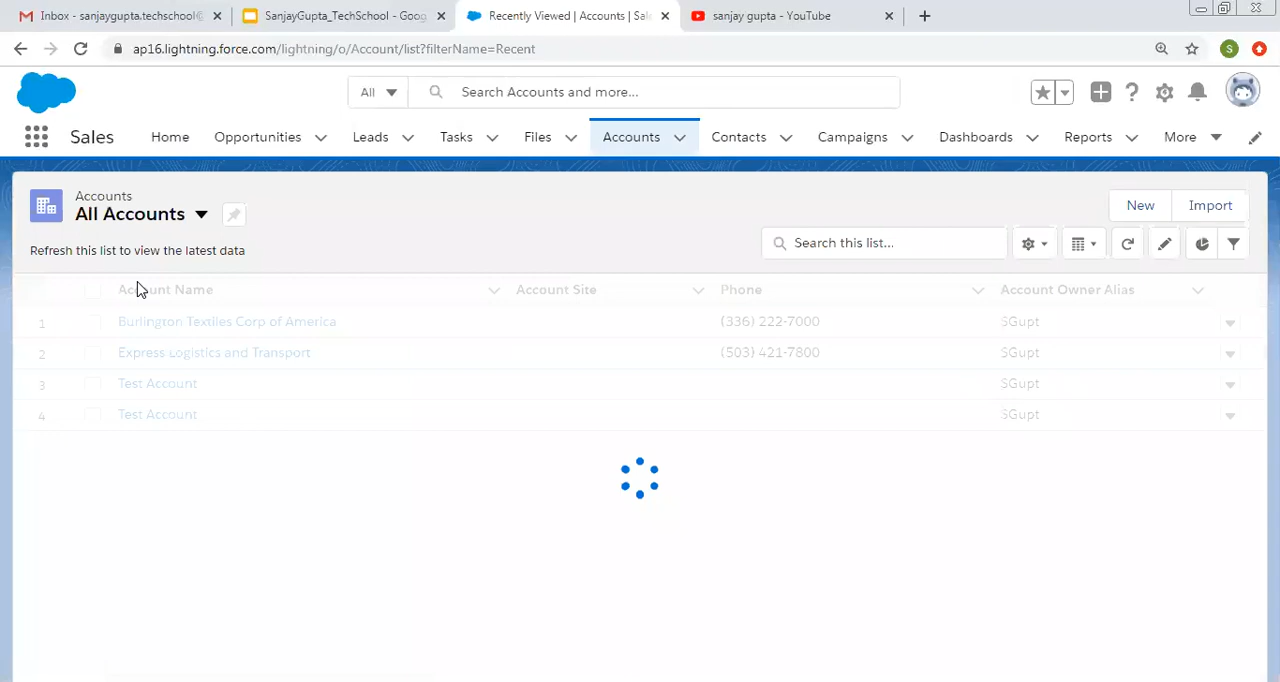 Inbox - sanjaygupta.techschool@
SanjayGupta_TechSchool - Goog
Recently Viewed | Accounts | Sale
sanjay gupta - YouTube
ap16.lightning.force.com/lightning/o/Account/list?filterName=Recent
S
All
Search Accounts and more...
Sales
Home
Opportunities
Leads
Tasks
Files
Accounts
Contacts
Campaigns
Dashboards
Reports
More
Accounts
All Accounts
New
Import
Refresh this list to view the latest data
Search this list...
Account Name
Account Site
Phone
Account Owner Alias
1 Burlington Textiles Corp of America (336) 222-7000 SGupt
2 Express Logistics and Transport (503) 421-7800 SGupt
3 Test Account SGupt
4 Test Account SGupt